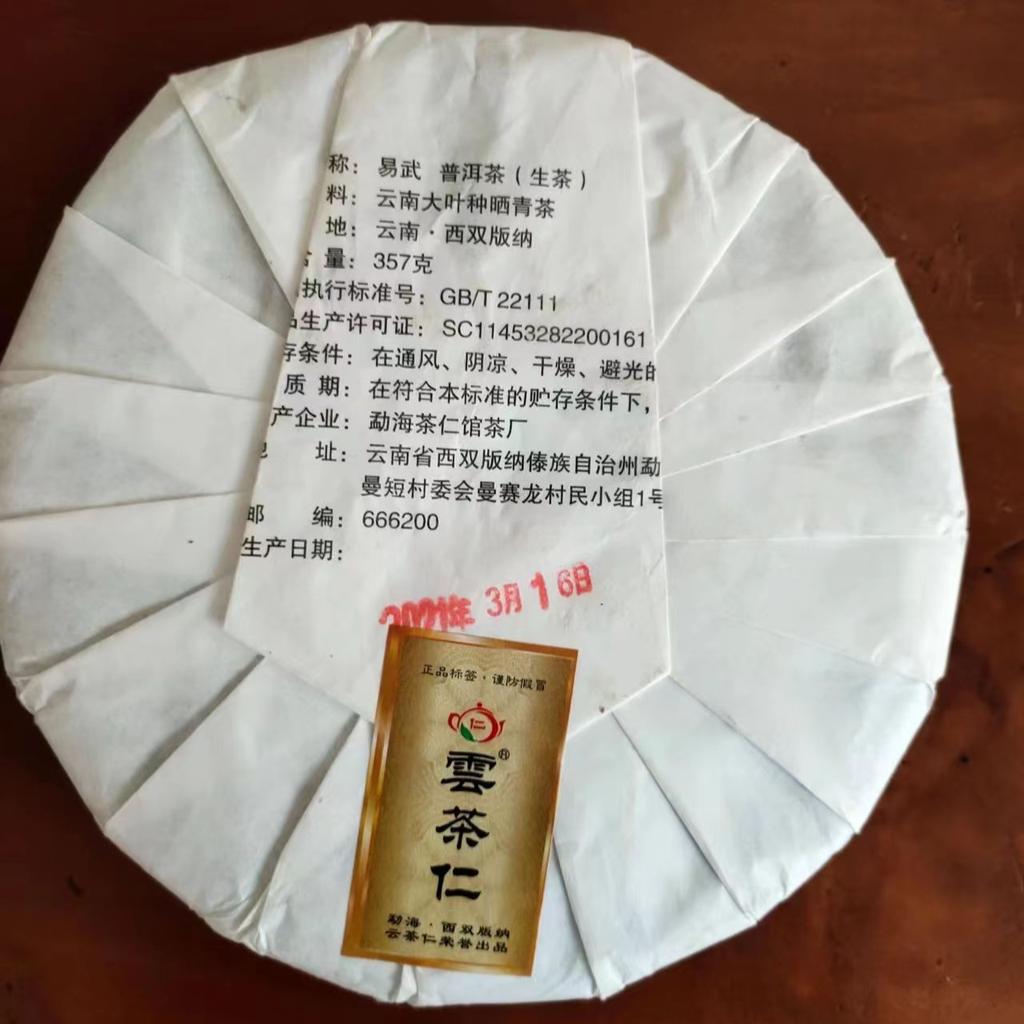 称：易武 普洱茶（生茶）
料：云南大叶种晒青茶
地：云南·西双版纳
量：357克
执行标准号：GB/T 22111
生产许可证：SC11453282200161
存条件：在通风、阴凉、干燥、避光的
质 期：在符合本标准的贮存条件下，
产企业：勐海茶仁馆茶厂
址：云南省西双版纳傣族自治州勐
曼短村委会曼赛龙村民小组1号
邮 编：666200
生产日期：
2021年 3月16日
正品标签·谨防假冒
仁
雲茶仁®
勐海·西双版纳
云茶仁荣誉出品